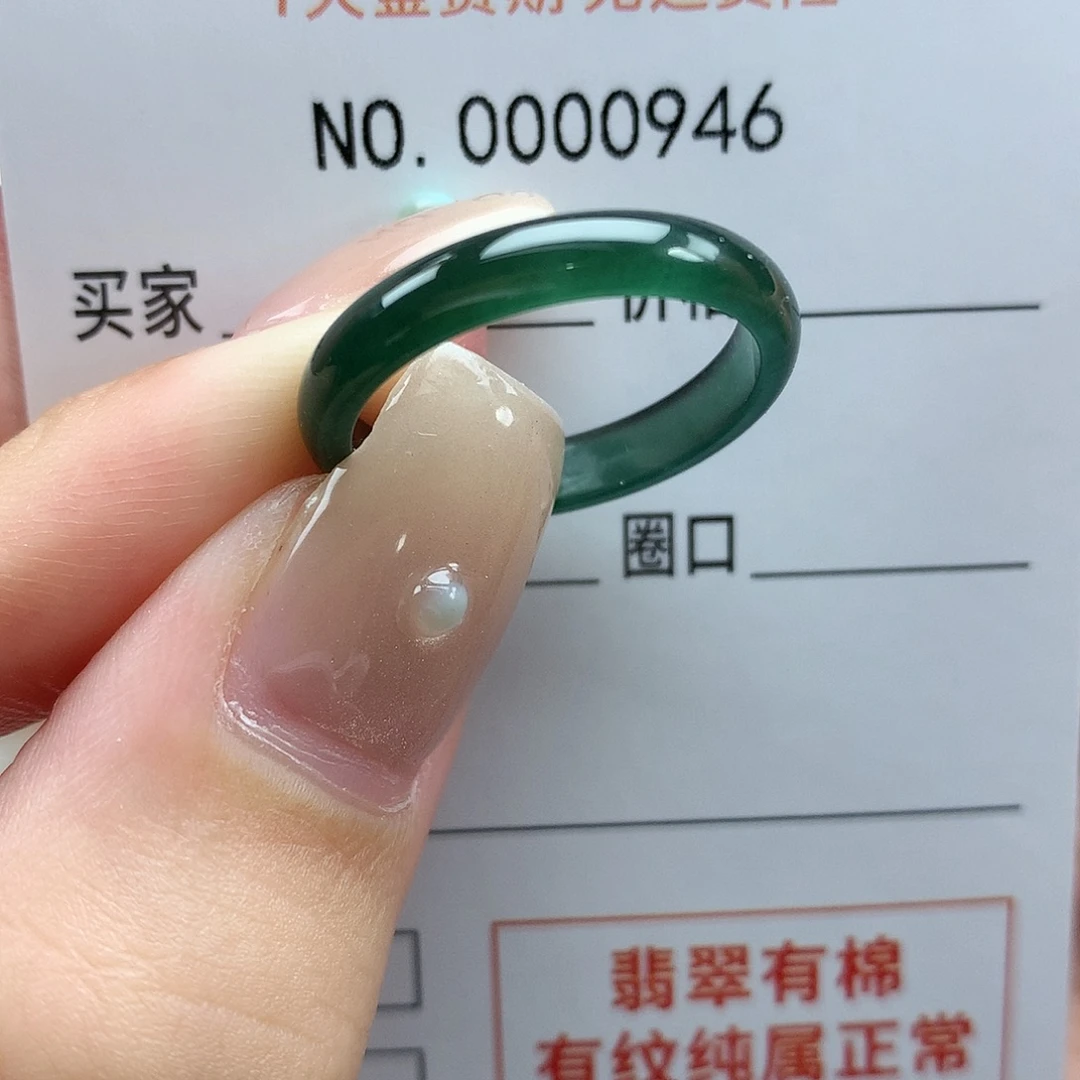 NO. 0000946
买家
圈口
翡翠有棉
有纹纯属正常